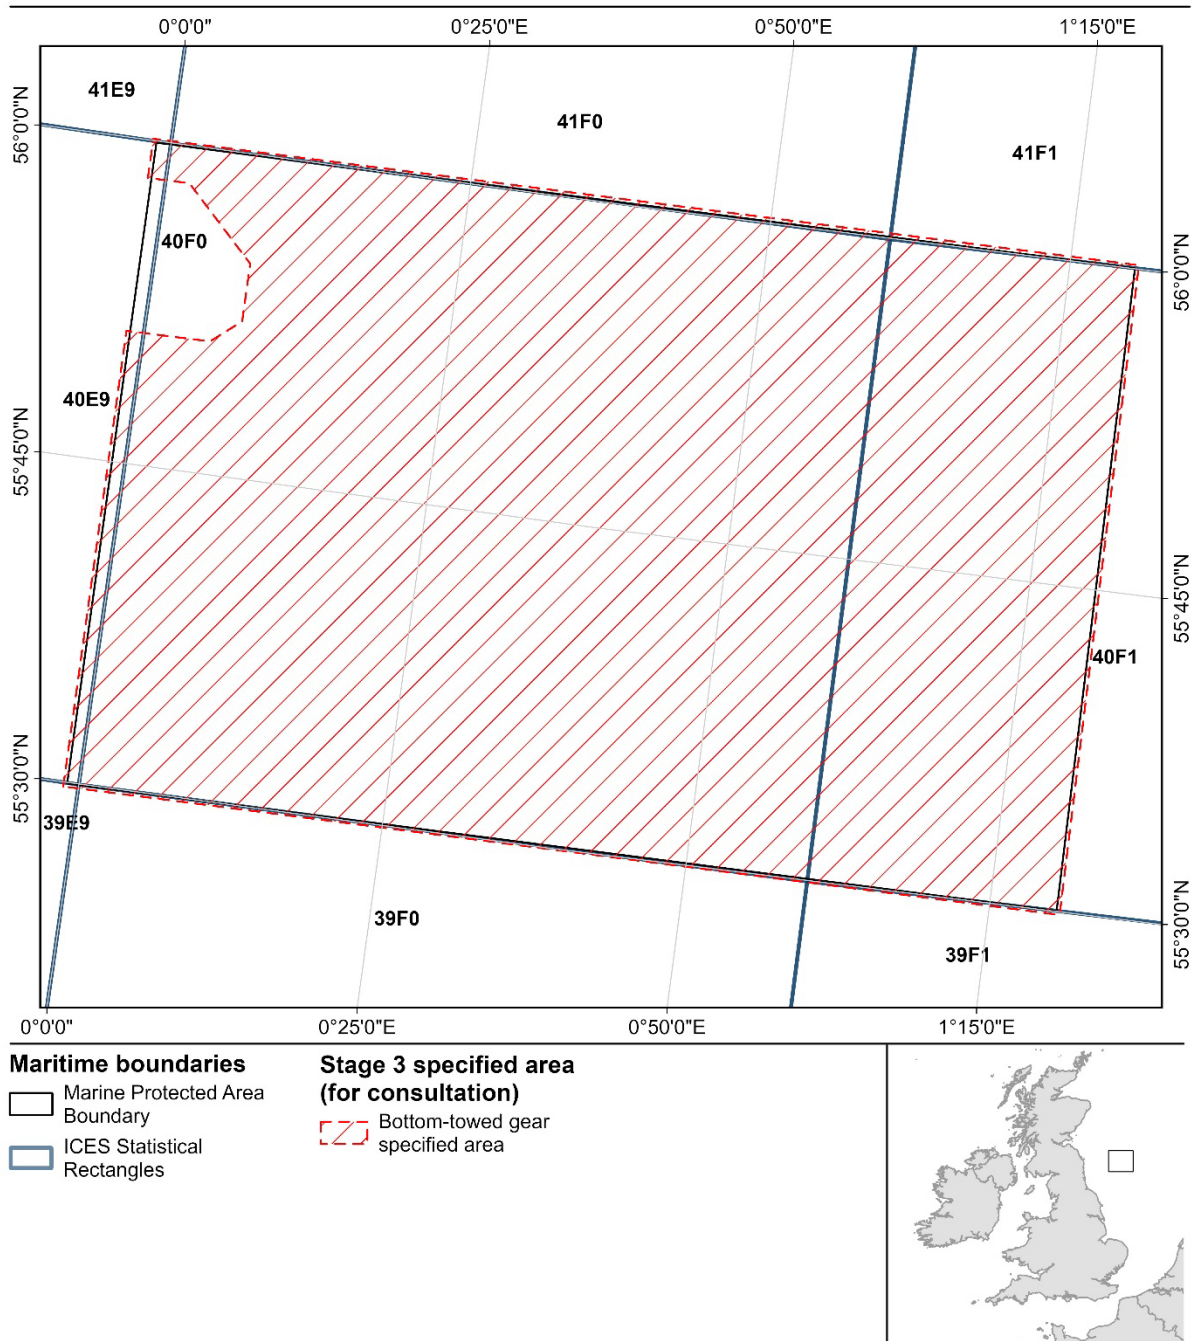 0°0'0" 0°25'0"E 0°50'0"E 1°15'0"E
41E9
41F0
41F1
56°0'0"N
40F0
56°0'0"N
40E9
55°45'0"N
55°45'0"N
40F1
55°30'0"N
39E9
39F0
55°30'0"N
39F1
0°0'0" 0°25'0"E 0°50'0"E 1°15'0"E
Maritime boundaries
Marine Protected Area
Boundary
ICES Statistical
Rectangles
Stage 3 specified area
(for consultation)
Bottom-towed gear
specified area